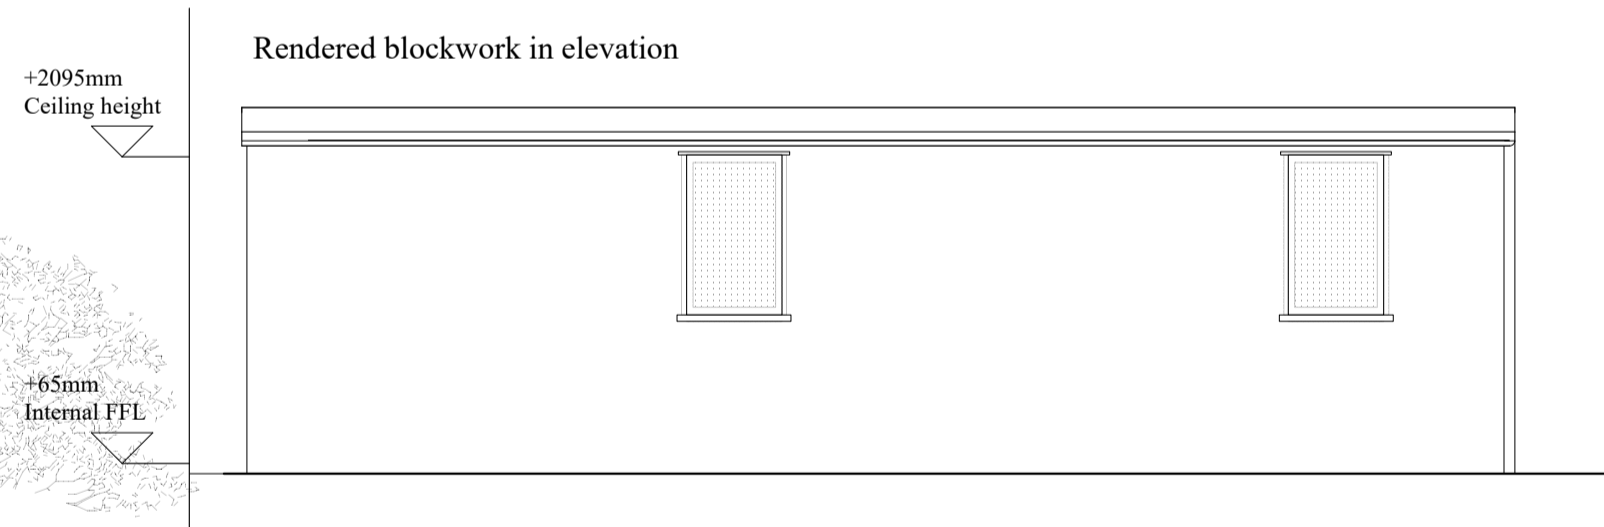 Rendered blockwork in elevation
+2095mm
Ceiling height
+65mm
Internal FFL